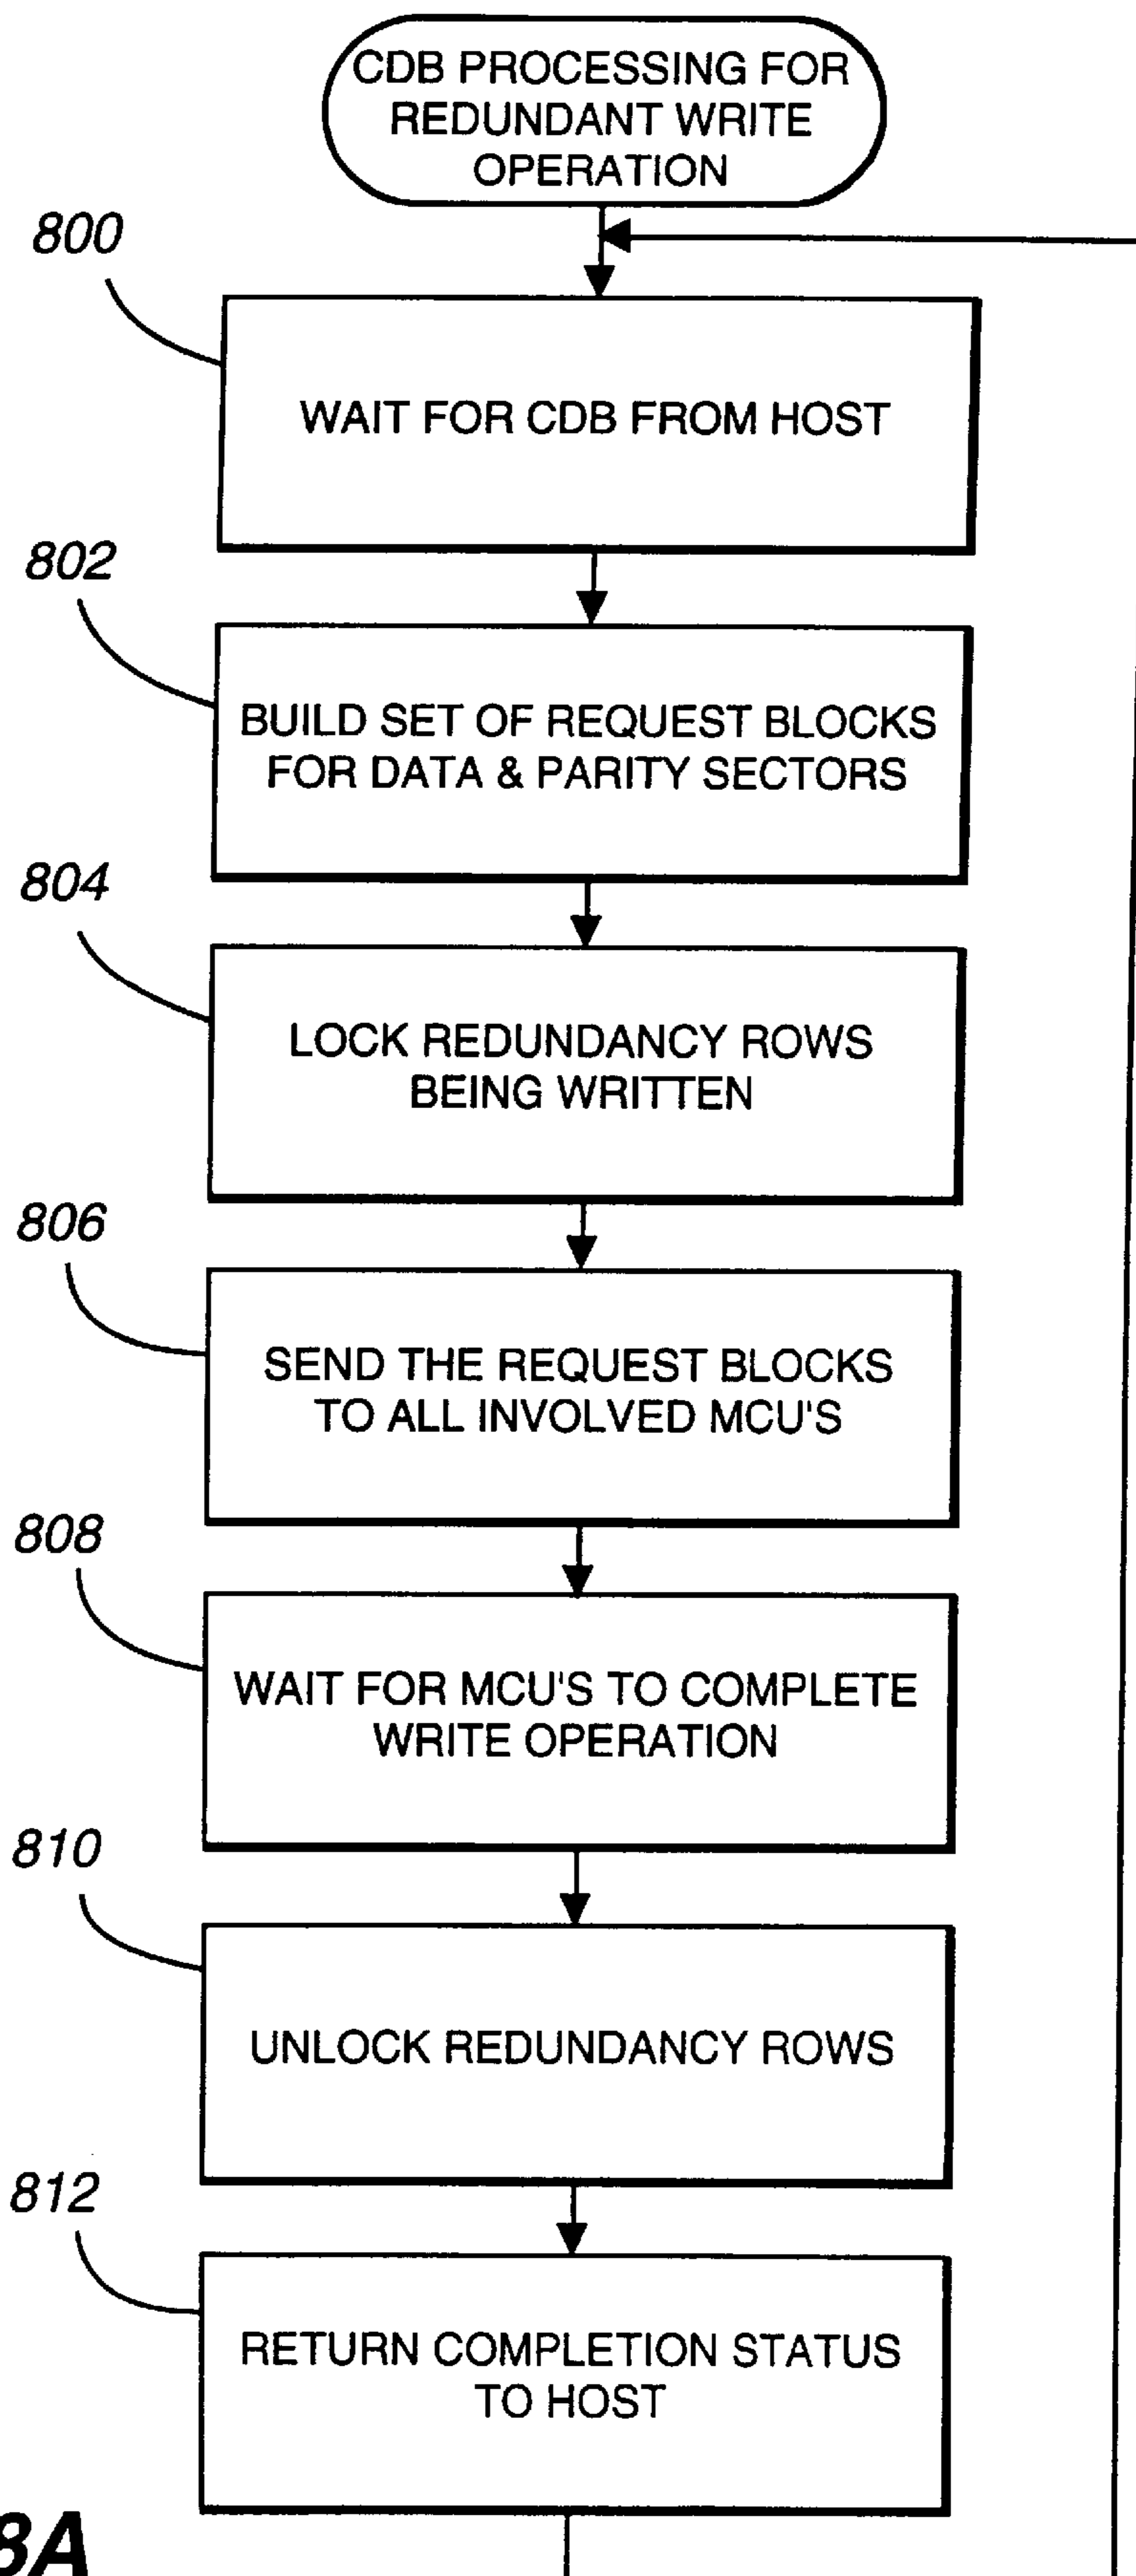 CDB PROCESSING FOR
REDUNDANT WRITE
OPERATION
800
WAIT FOR CDB FROM HOST
802
BUILD SET OF REQUEST BLOCKS
FOR DATA & PARITY SECTORS
804
LOCK REDUNDANCY ROWS
BEING WRITTEN
806
SEND THE REQUEST BLOCKS
TO ALL INVOLVED MCU'S
808
WAIT FOR MCU'S TO COMPLETE
WRITE OPERATION
810
UNLOCK REDUNDANCY ROWS
812
RETURN COMPLETION STATUS
TO HOST
8A